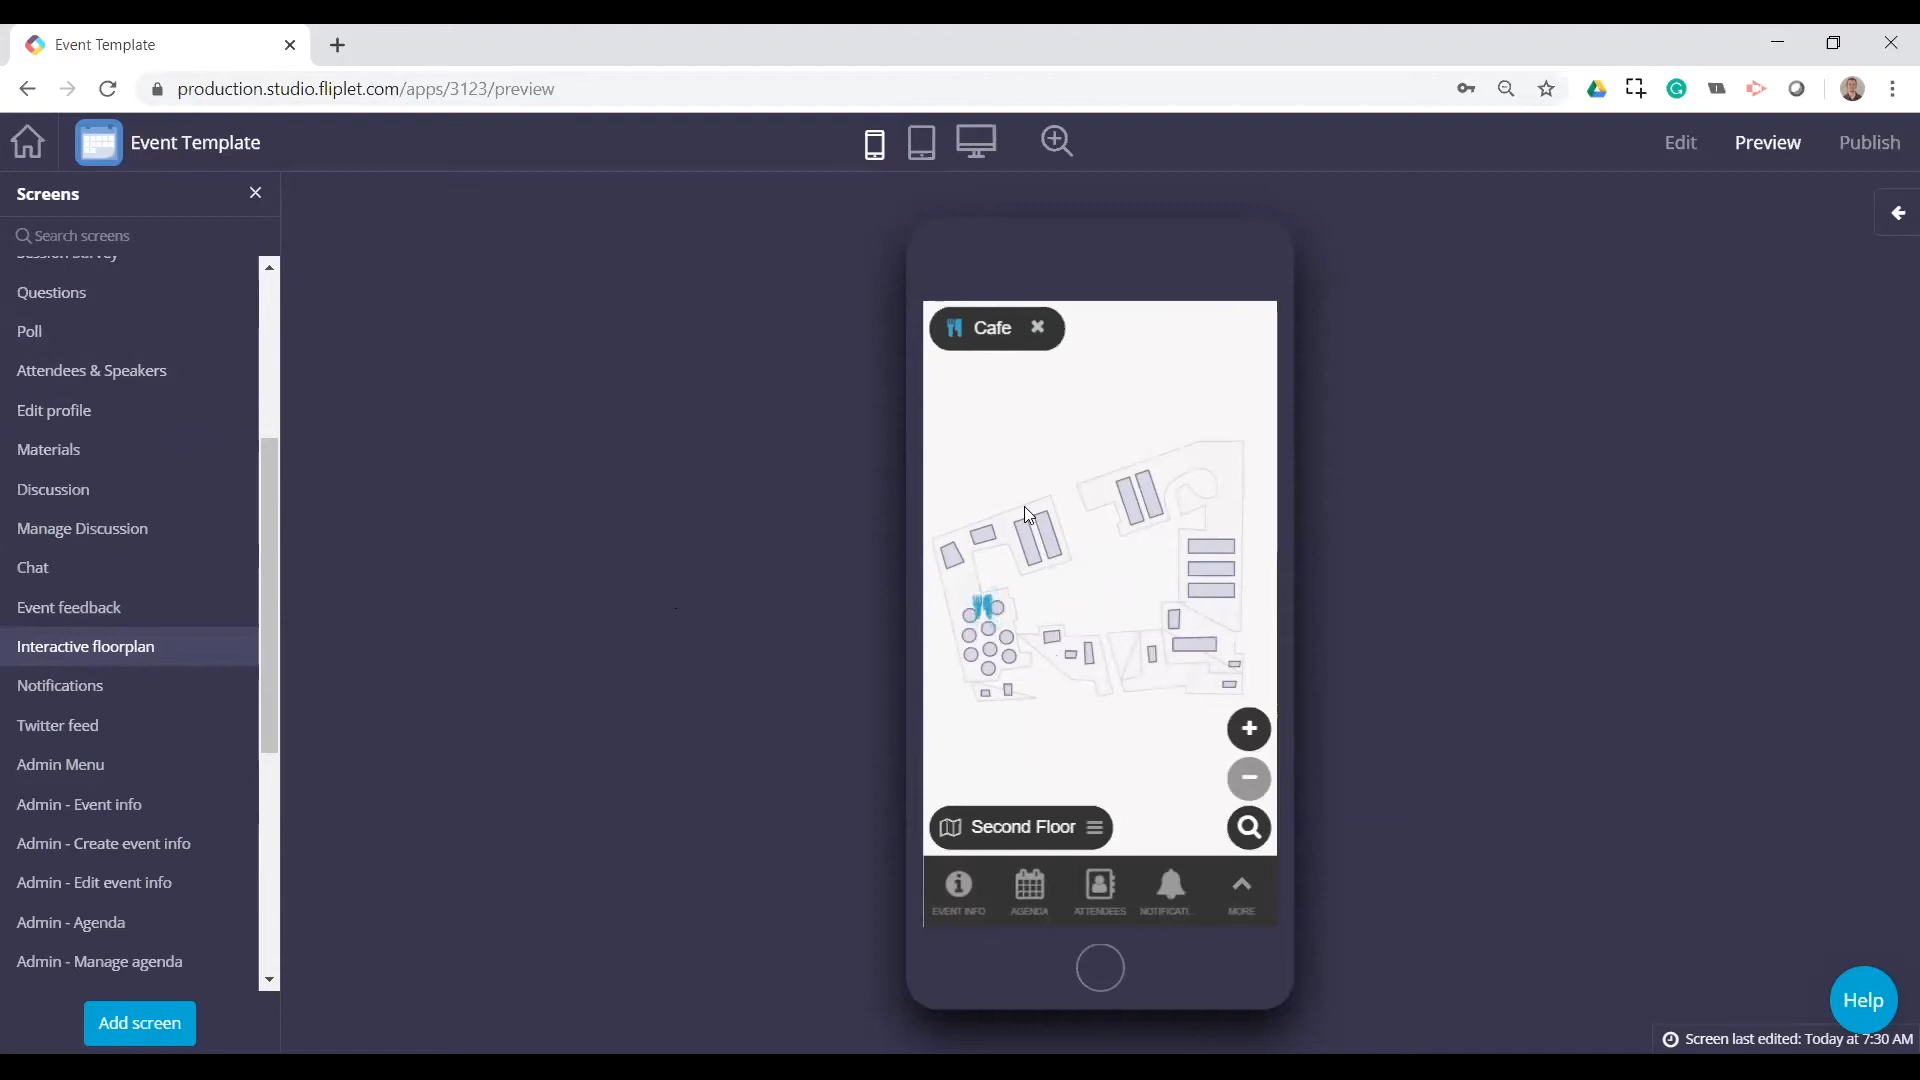 Event Template
production.studio.fliplet.com/apps/3123/preview
Event Template
Edit
Preview
Publish
Screens
Search screens
Session Survey
Questions
Poll
Attendees & Speakers
Edit profile
Materials
Discussion
Manage Discussion
Chat
Event feedback
Interactive floorplan
Notifications
Twitter feed
Admin Menu
Admin - Event info
Admin - Create event info
Admin - Edit event info
Admin - Agenda
Admin - Manage agenda
Add screen
Cafe
Second Floor
EVENT INFO
AGENDA
ATTENDEES
NOTIFICATI...
MORE
Help
Screen last edited: Today at 7:30 AM